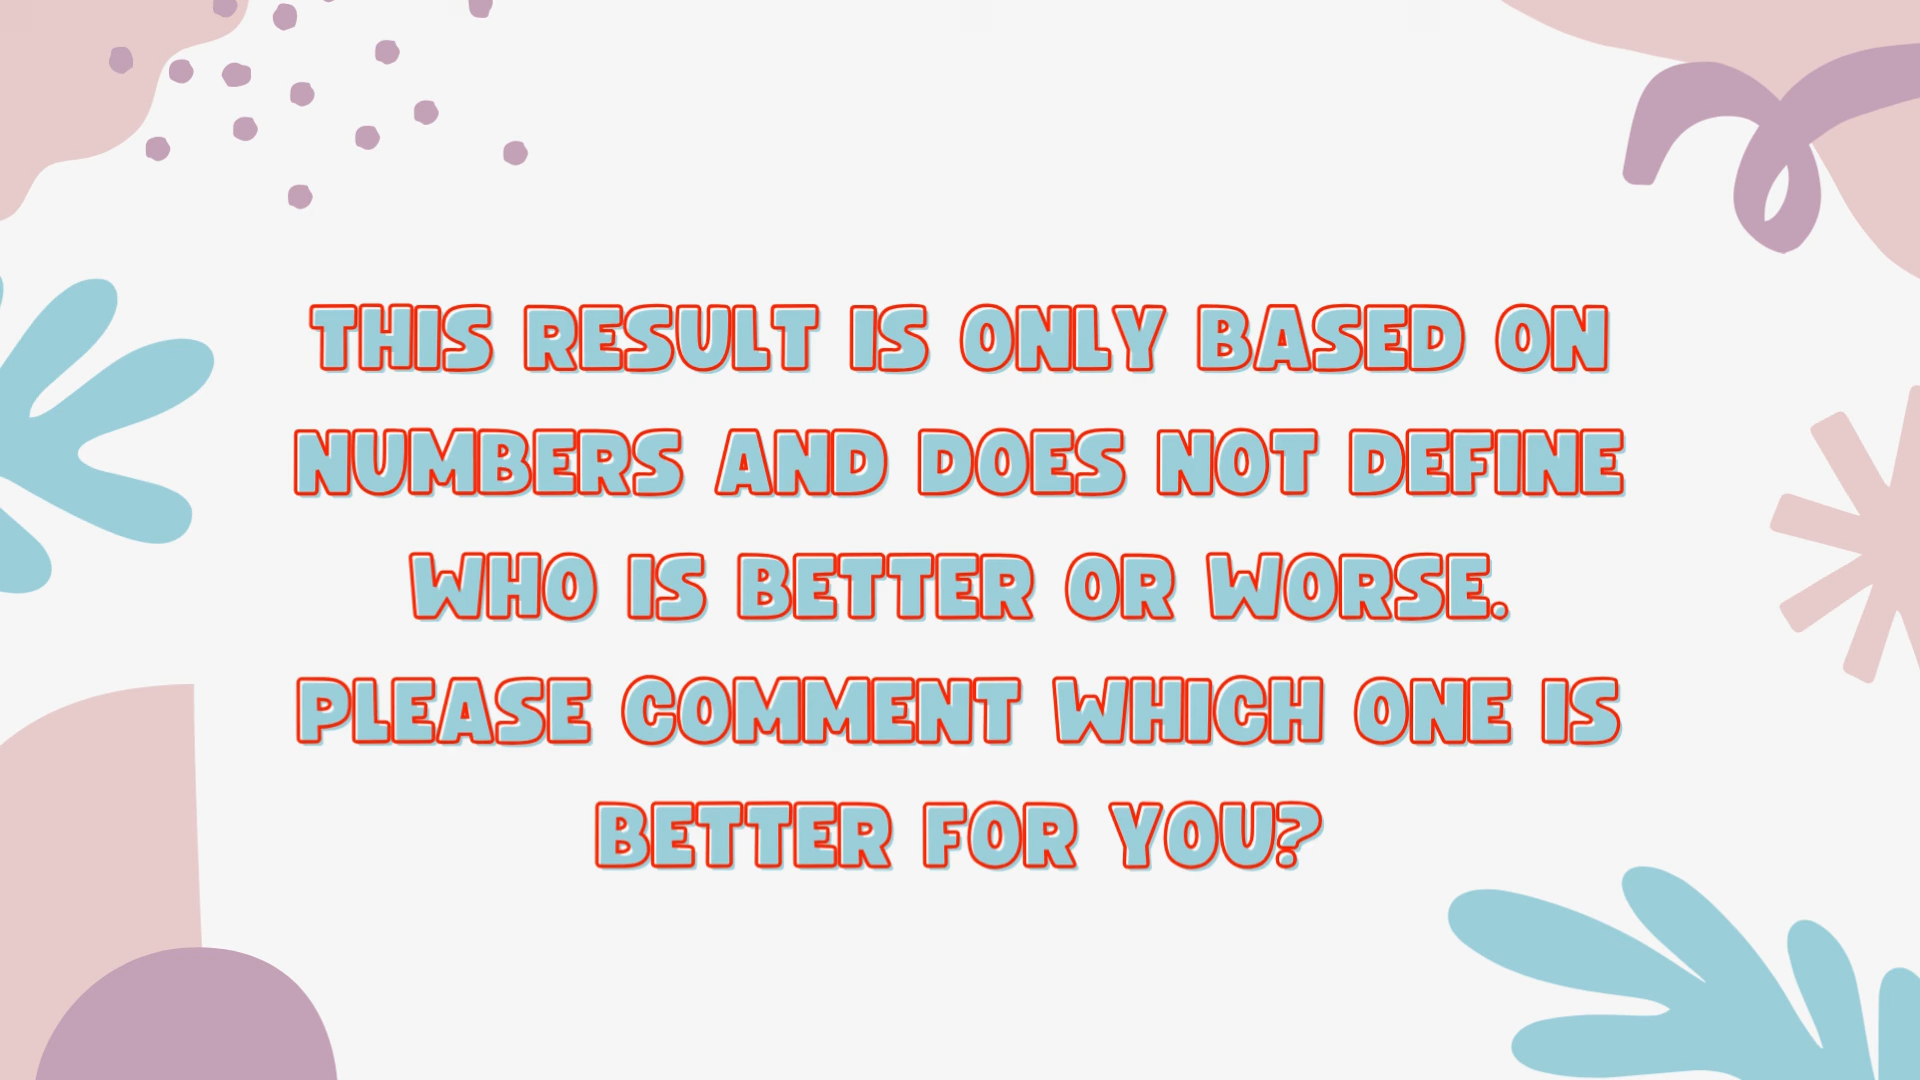 THIS RESULT IS ONLY BASED ON
NUMBERS AND DOES NOT DEFINE
WHO IS BETTER OR WORSE.
PLEASE COMMENT WHICH ONE IS
BETTER FOR YOU?